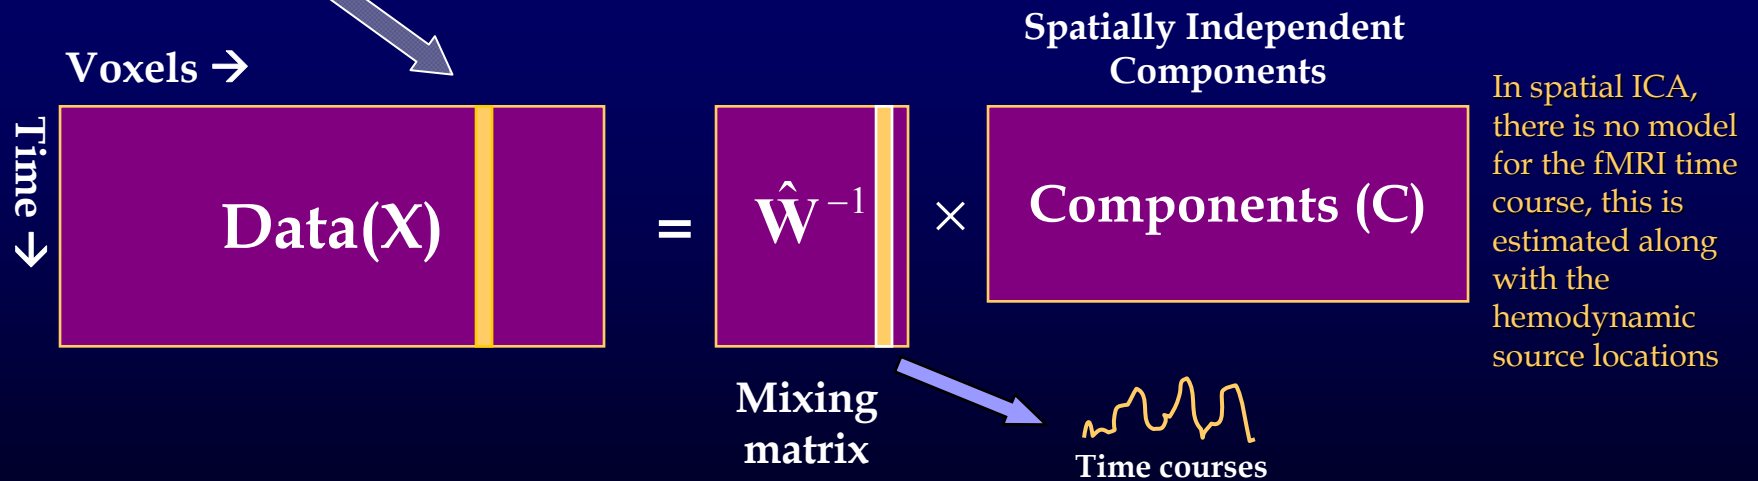 Voxels →
Time →
Data(X)
=
Ŵ⁻¹
Mixing
matrix
×
Spatially Independent
Components
Components (C)
Time courses
In spatial ICA,
there is no model
for the fMRI time
course, this is
estimated along
with the
hemodynamic
source locations